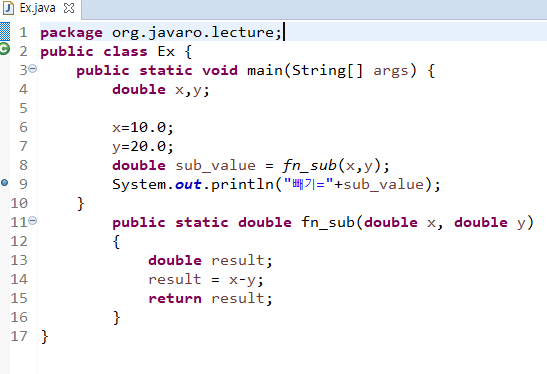 Ex.java
1 package org.javaro.lecture;
2 public class Ex {
3     public static void main(String[] args) {
4         double x,y;
5
6         x=10.0;
7         y=20.0;
8         double sub_value = fn_sub(x,y);
9         System.out.println("빼기="+sub_value);
10     }
11         public static double fn_sub(double x, double y)
12         {
13             double result;
14             result = x-y;
15             return result;
16         }
17 }